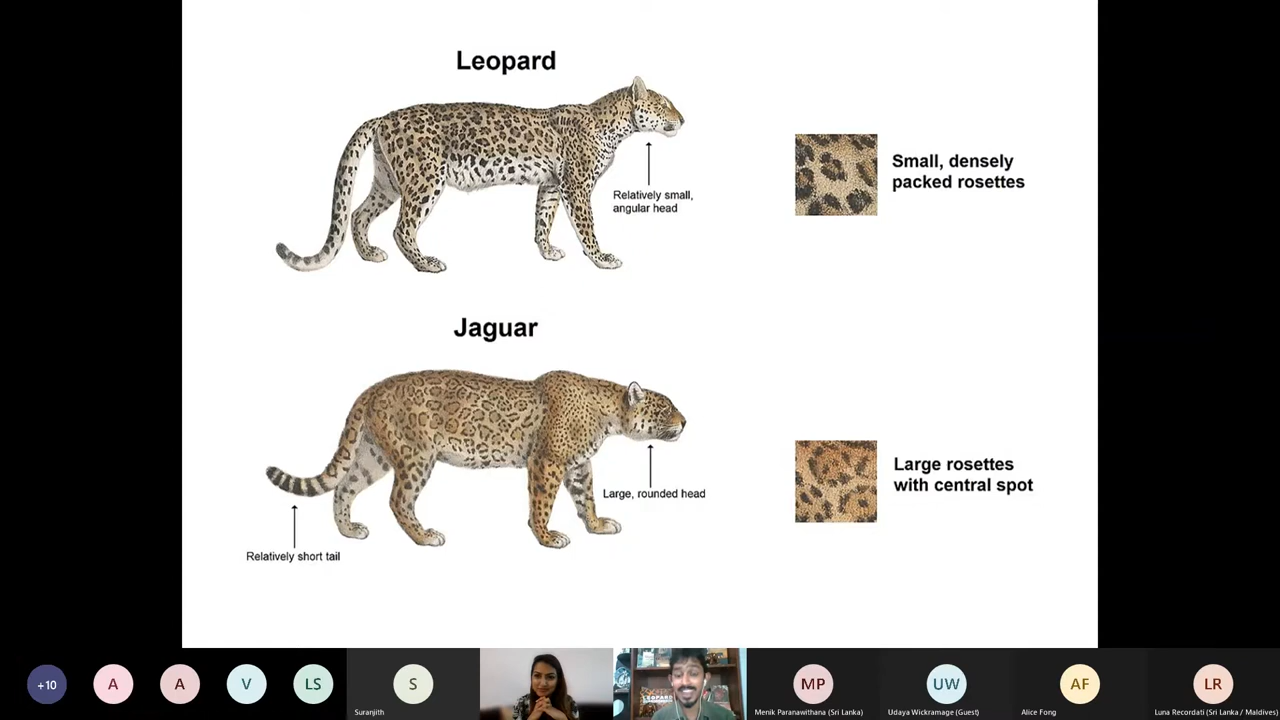 Leopard
Relatively small,
angular head
Small, densely
packed rosettes
Jaguar
Large, rounded head
Relatively short tail
Large rosettes
with central spot
+10
A
A
V
LS
S
Suranjith
LEOPARD
MP
Menik Paranawithana (Sri Lanka)
UW
Udaya Wickramage (Guest)
AF
Alice Fong
LR
Luna Recordati (Sri Lanka / Maldives)